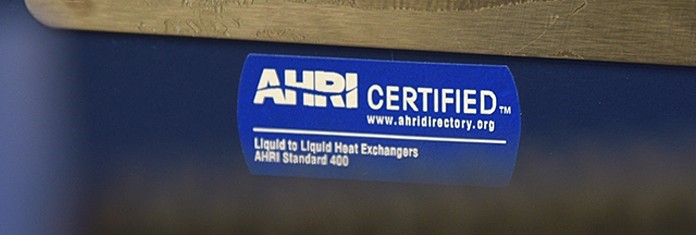 AHRI CERTIFIED™
www.ahridirectory.org
Liquid to Liquid Heat Exchangers
AHRI Standard 400